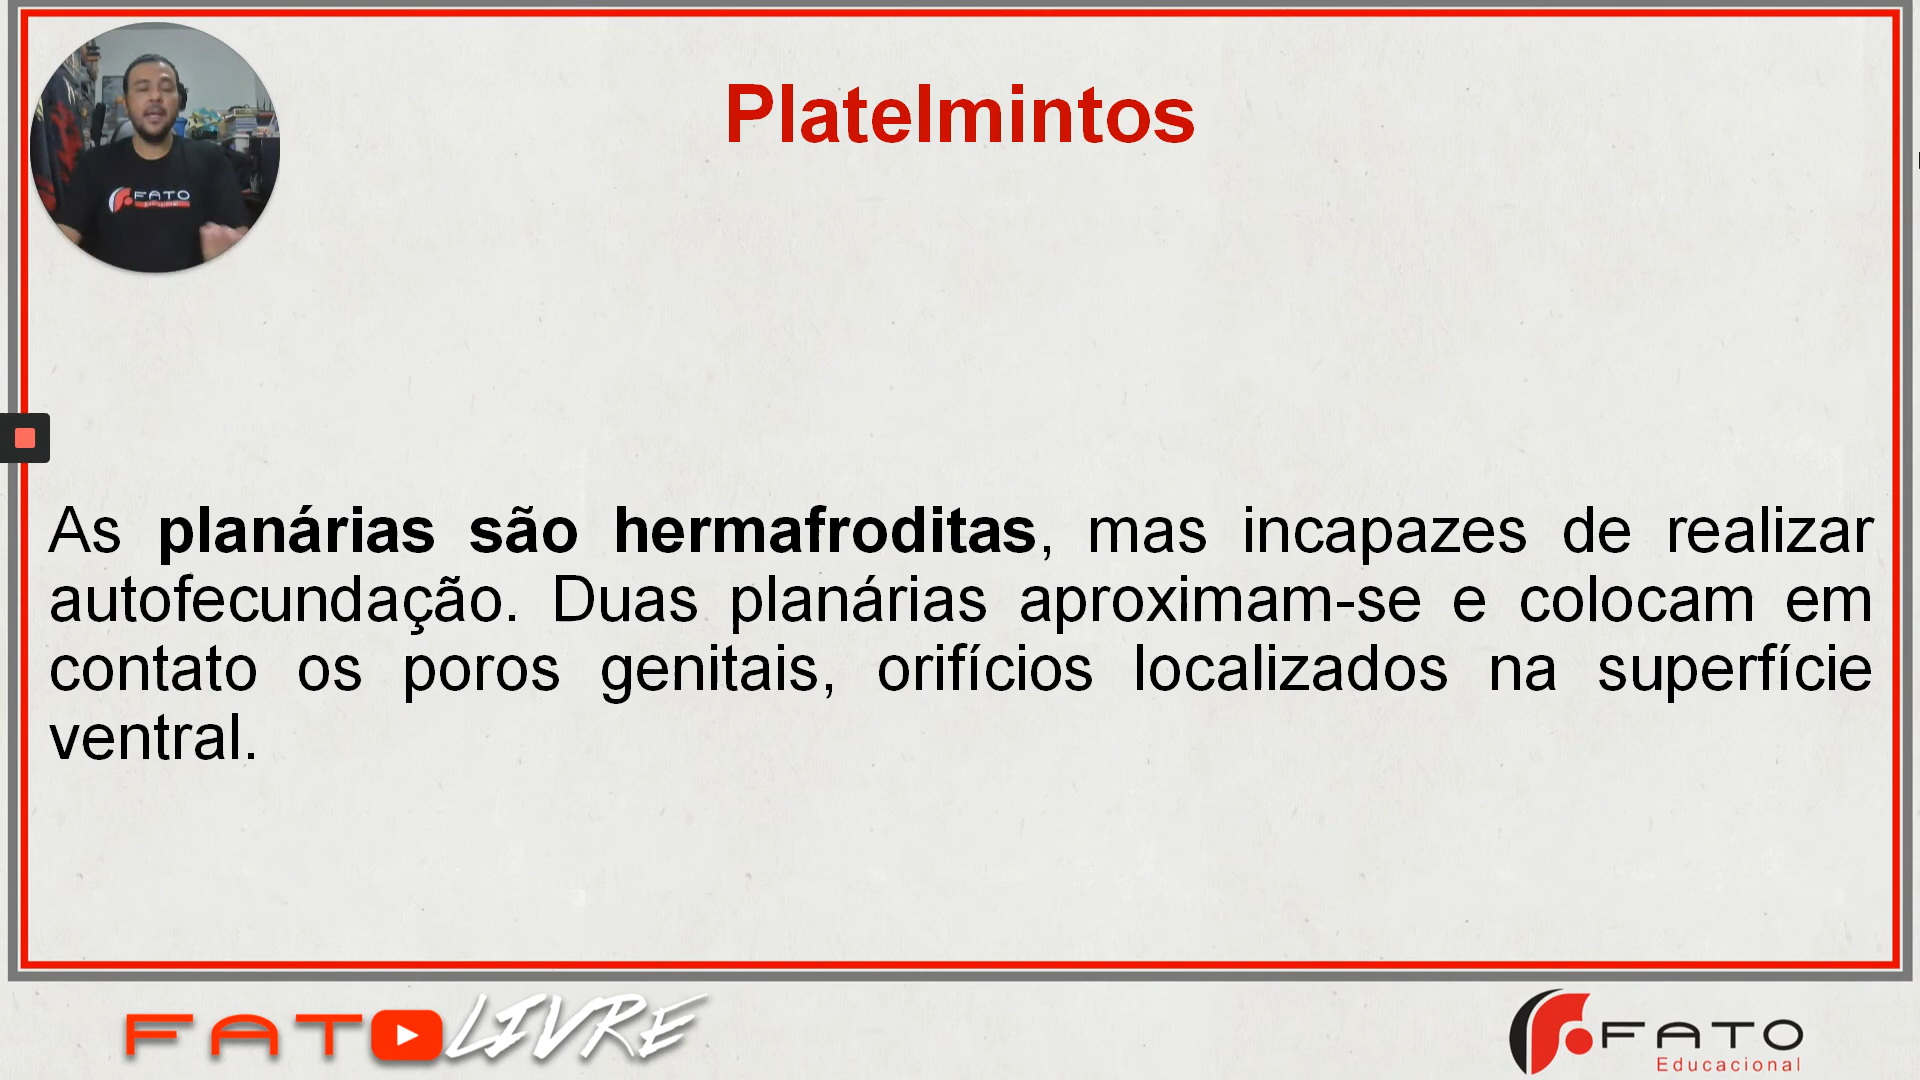 Platelmintos
FATO
As planárias são hermafroditas, mas incapazes de realizar
autofecundação. Duas planárias aproximam-se e colocam em
contato os poros genitais, orifícios localizados na superfície
ventral.
FAT LIVRE
FATO
Educacional